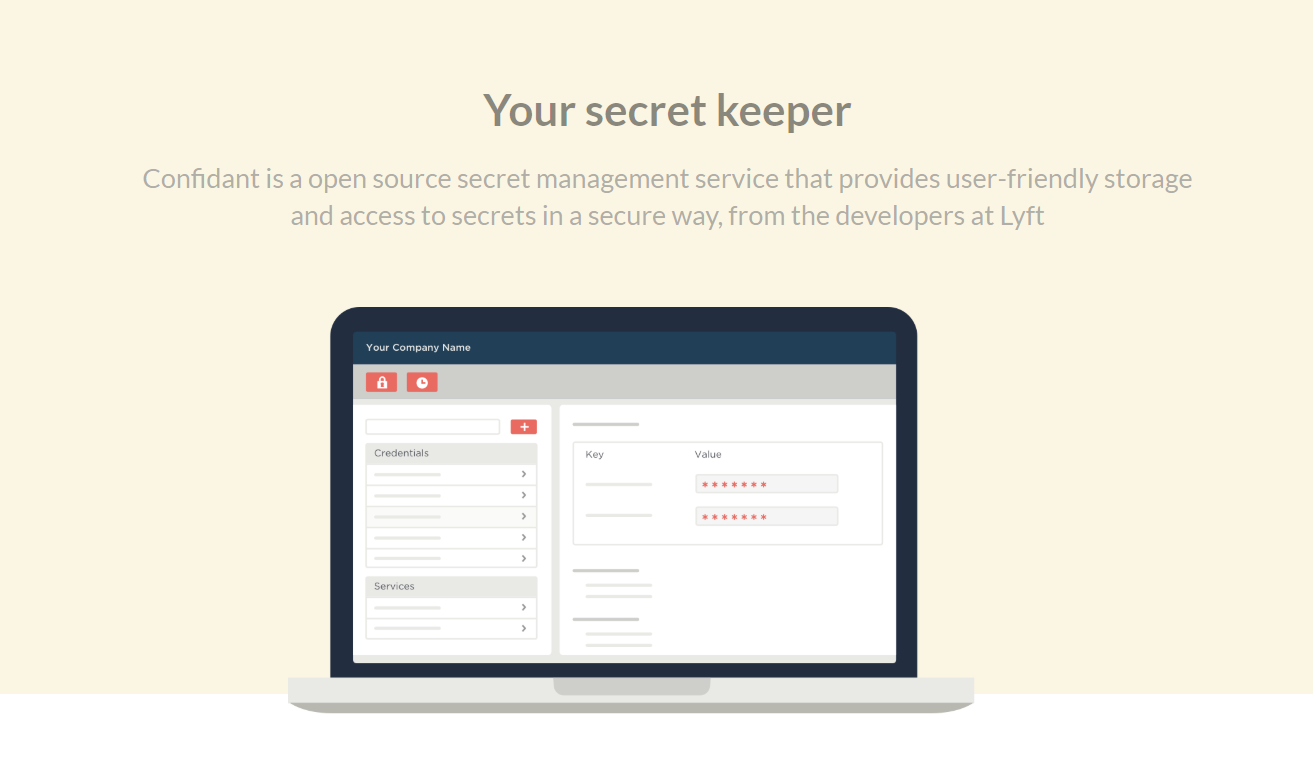 Your secret keeper
Confidant is a open source secret management service that provides user-friendly storage
and access to secrets in a secure way, from the developers at Lyft
Your Company Name
Credentials
Services
Key
Value
*******
*******